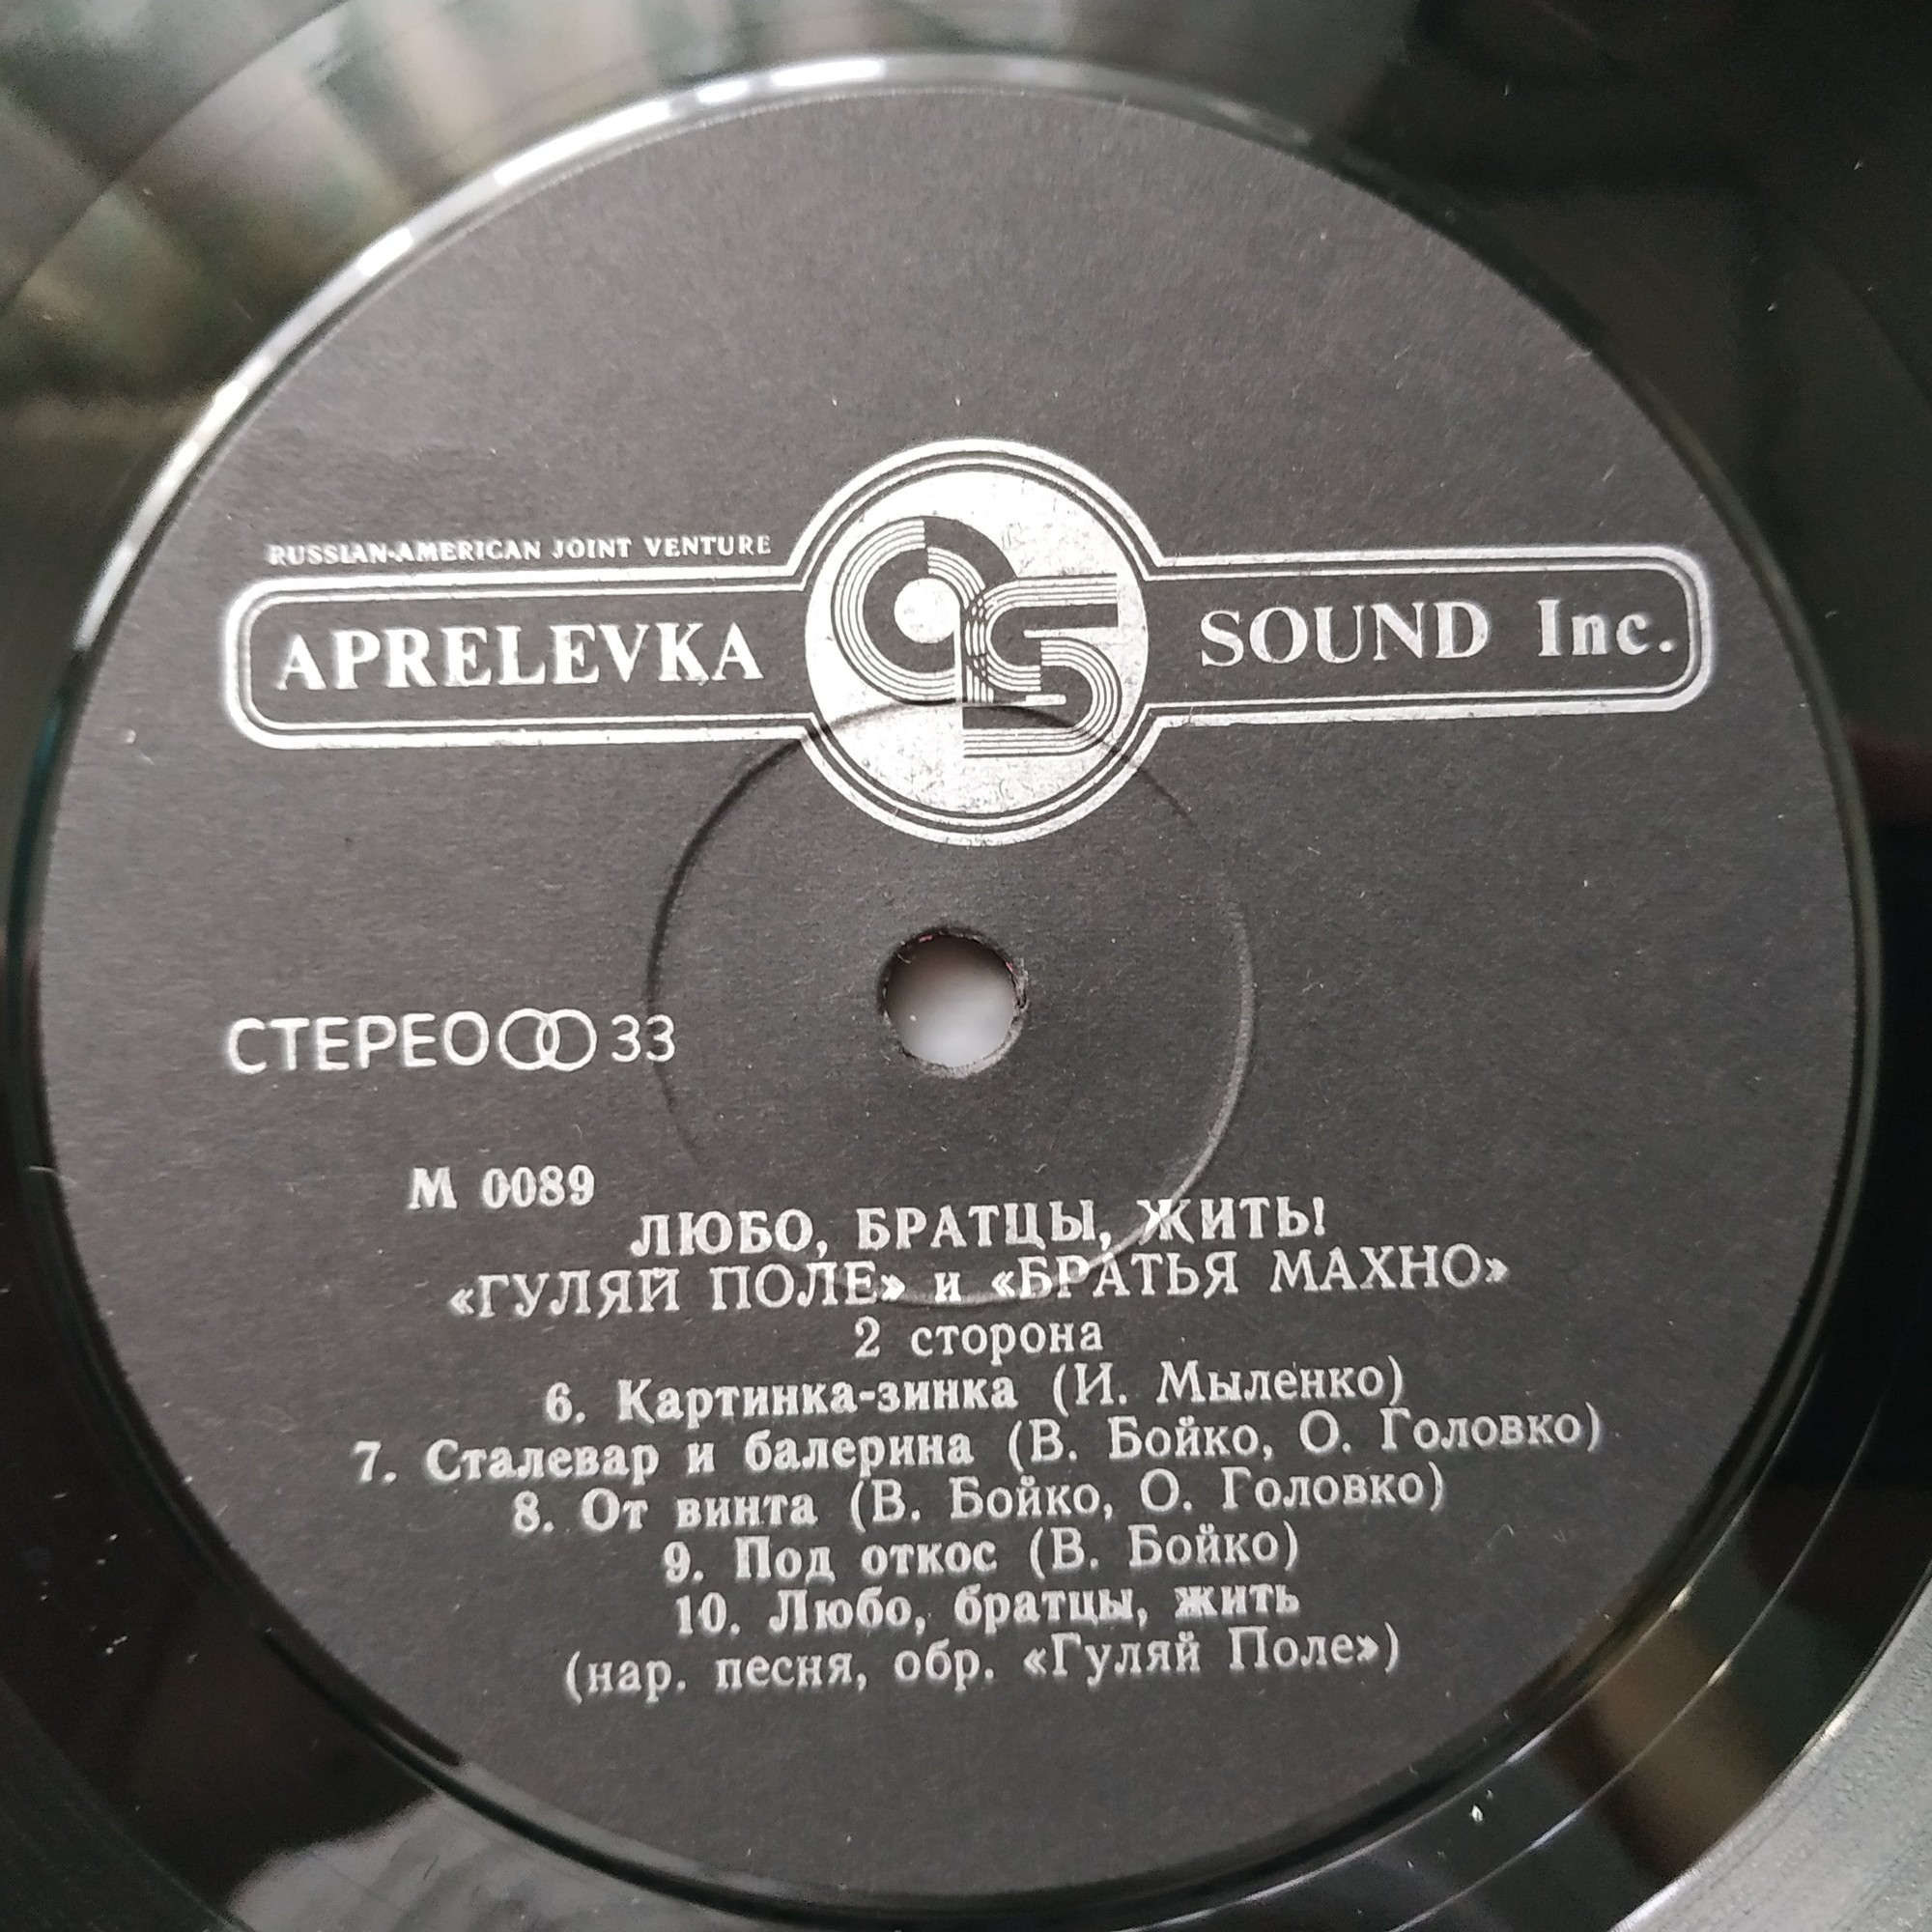 RUSSIAN-AMERICAN JOINT VENTURE
APRELEVKA SOUND Inc.
СТЕРЕО 33
М 0089
ЛЮБО, БРАТЦЫ, ЖИТЬ!
«ГУЛЯЙ ПОЛЕ» и «БРАТЬЯ МАХНО»
2 сторона
6. Картинка-зинка (И. Мыленко)
7. Сталевар и балерина (В. Бойко, О. Головко)
8. От винта (В. Бойко, О. Головко)
9. Под откос (В. Бойко)
10. Любо, братцы, жить
(нар. песня, обр. «Гуляй Поле»)